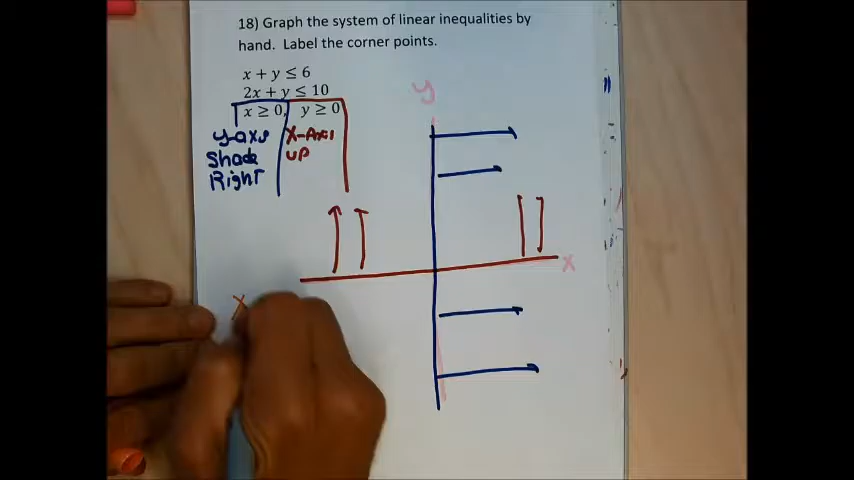 18) Graph the system of linear inequalities by
hand. Label the corner points.
x + y ≤ 6
2x + y ≤ 10
x ≥ 0, y ≥ 0
y-axis
Shade
Right
X-Axis
UP
y
x
x